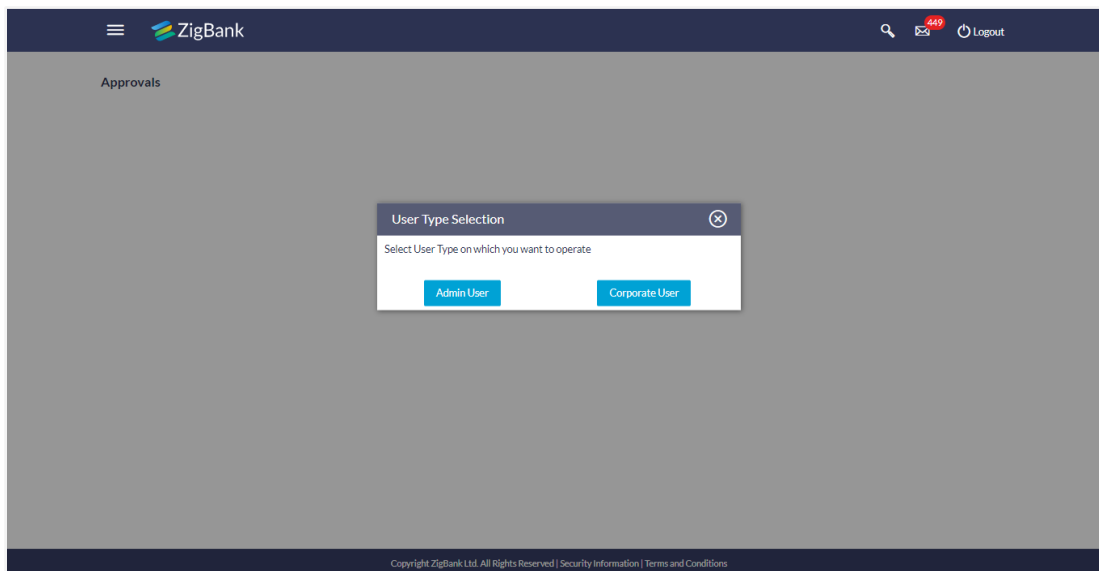 ZigBank
449
Logout
Approvals
User Type Selection
Select User Type on which you want to operate
Admin User
Corporate User
Copyright ZigBank Ltd. All Rights Reserved | Security Information | Terms and Conditions